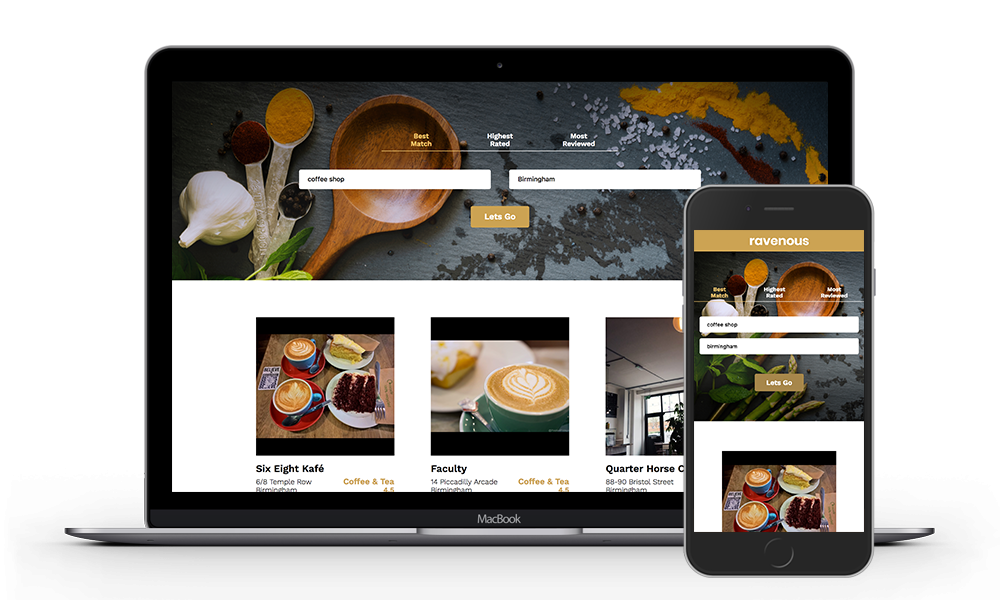 Best Highest Most
Match Rated Reviewed
coffee shop Birmingham
Lets Go
Six Eight Kafé
6/8 Temple Row Coffee & Tea
Birmingham 4.5
Faculty
14 Piccadilly Arcade Coffee & Tea
Birmingham 4.5
Quarter Horse C
88-90 Bristol Street
Birmingham
MacBook
ravenous
Best Highest Most
Match Rated Reviewed
coffee shop
birmingham
Lets Go